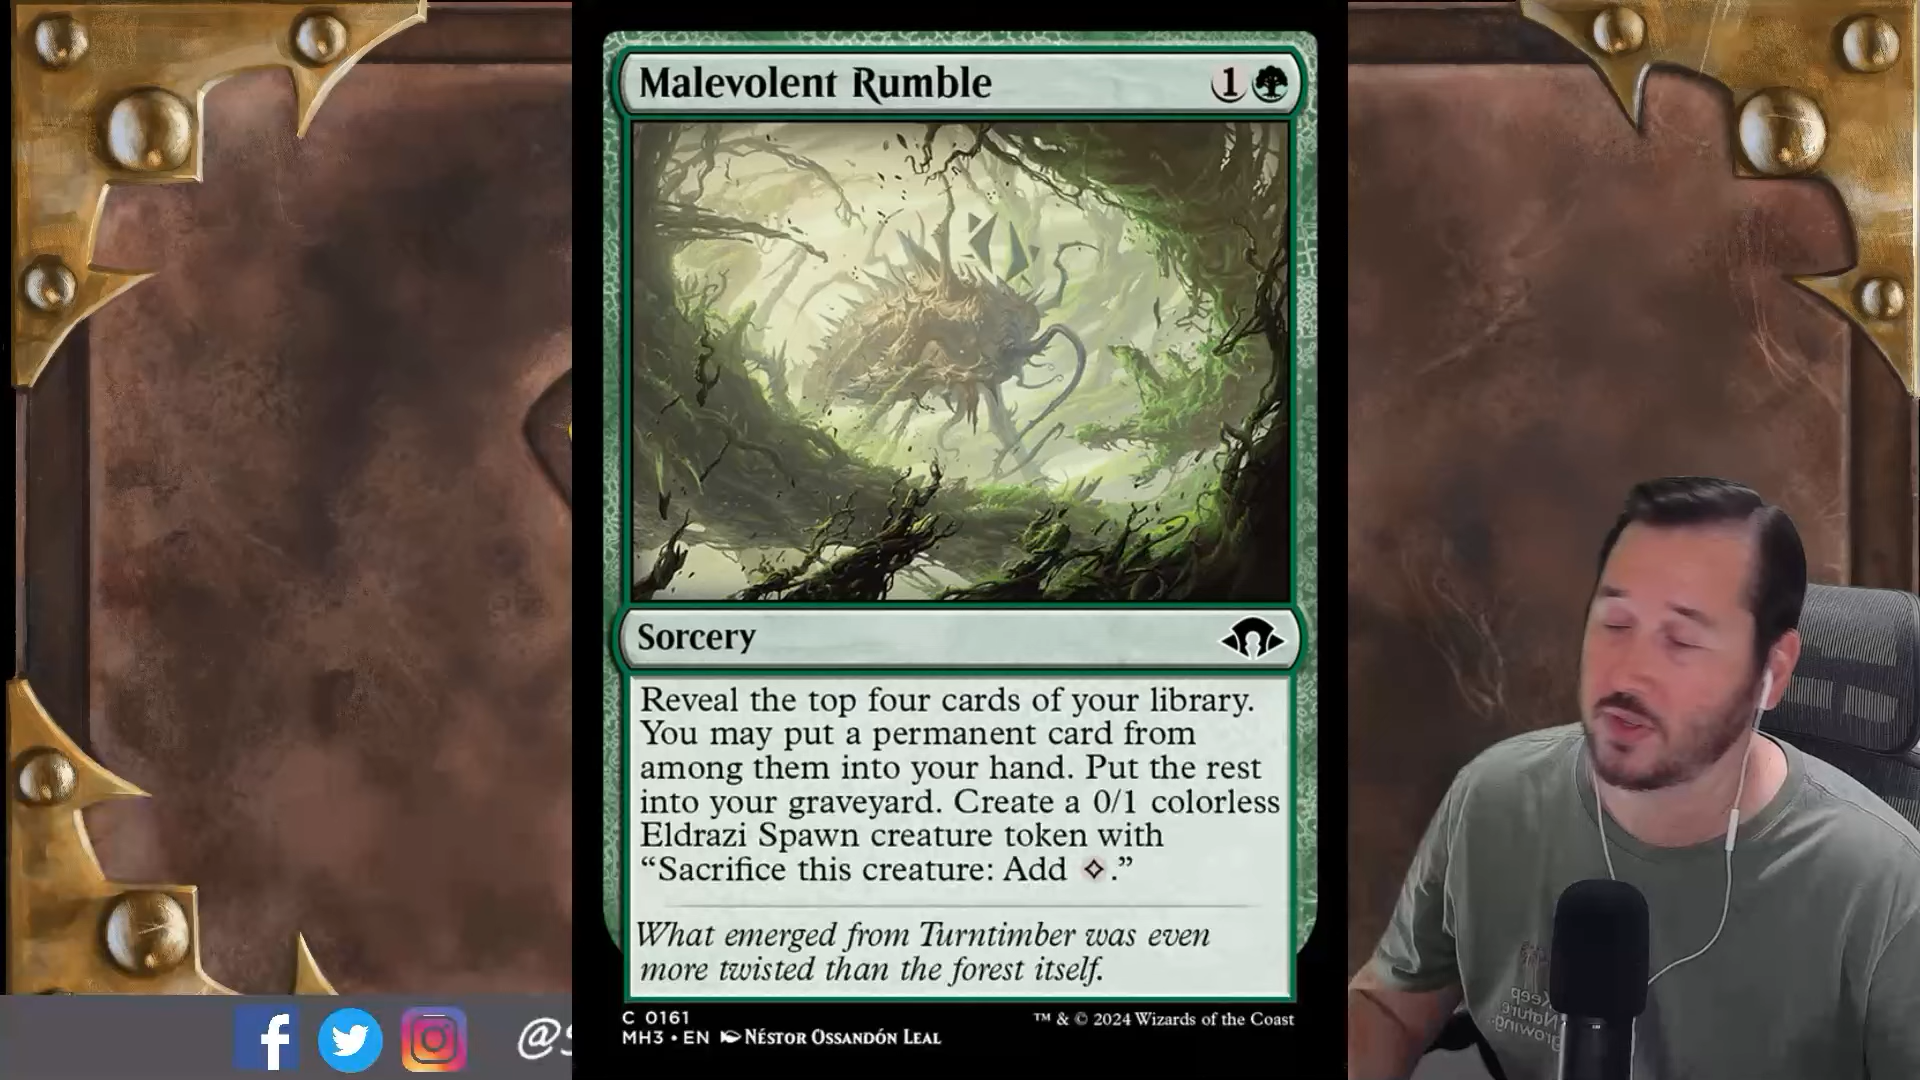 Malevolent Rumble 1
Sorcery
Reveal the top four cards of your library.
You may put a permanent card from
among them into your hand. Put the rest
into your graveyard. Create a 0/1 colorless
Eldrazi Spawn creature token with
“Sacrifice this creature: Add .”
What emerged from Turntimber was even
more twisted than the forest itself.
C 0161
MH3 • EN NÉSTOR OSSANDÓN LEAL
™ & © 2024 Wizards of the Coast
@S
Keep
Nature
Growing.